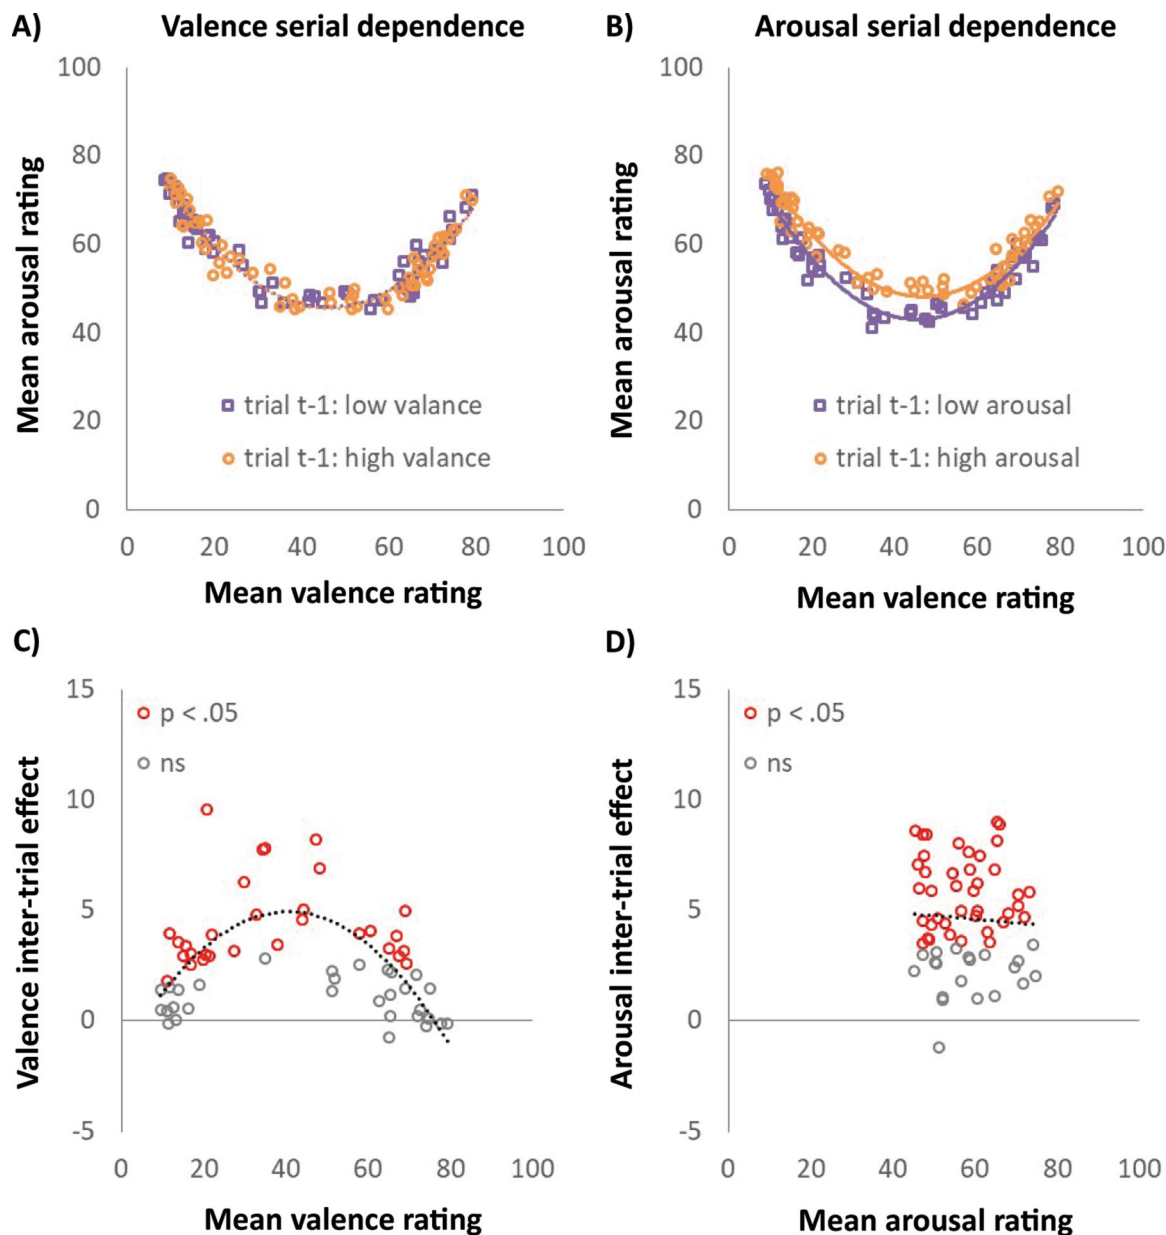 A) Valence serial dependence
100
80
60
40
20
0
Mean arousal rating
trial t-1: low valance
trial t-1: high valance
0 20 40 60 80 100
Mean valence rating
B) Arousal serial dependence
100
80
60
40
20
0
Mean arousal rating
trial t-1: low arousal
trial t-1: high arousal
0 20 40 60 80 100
Mean valence rating
C)
15
10
5
0
-5
Valence inter-trial effect
p < .05
ns
0 20 40 60 80 100
Mean valence rating
D)
15
10
5
0
-5
Arousal inter-trial effect
p < .05
ns
0 20 40 60 80 100
Mean arousal rating